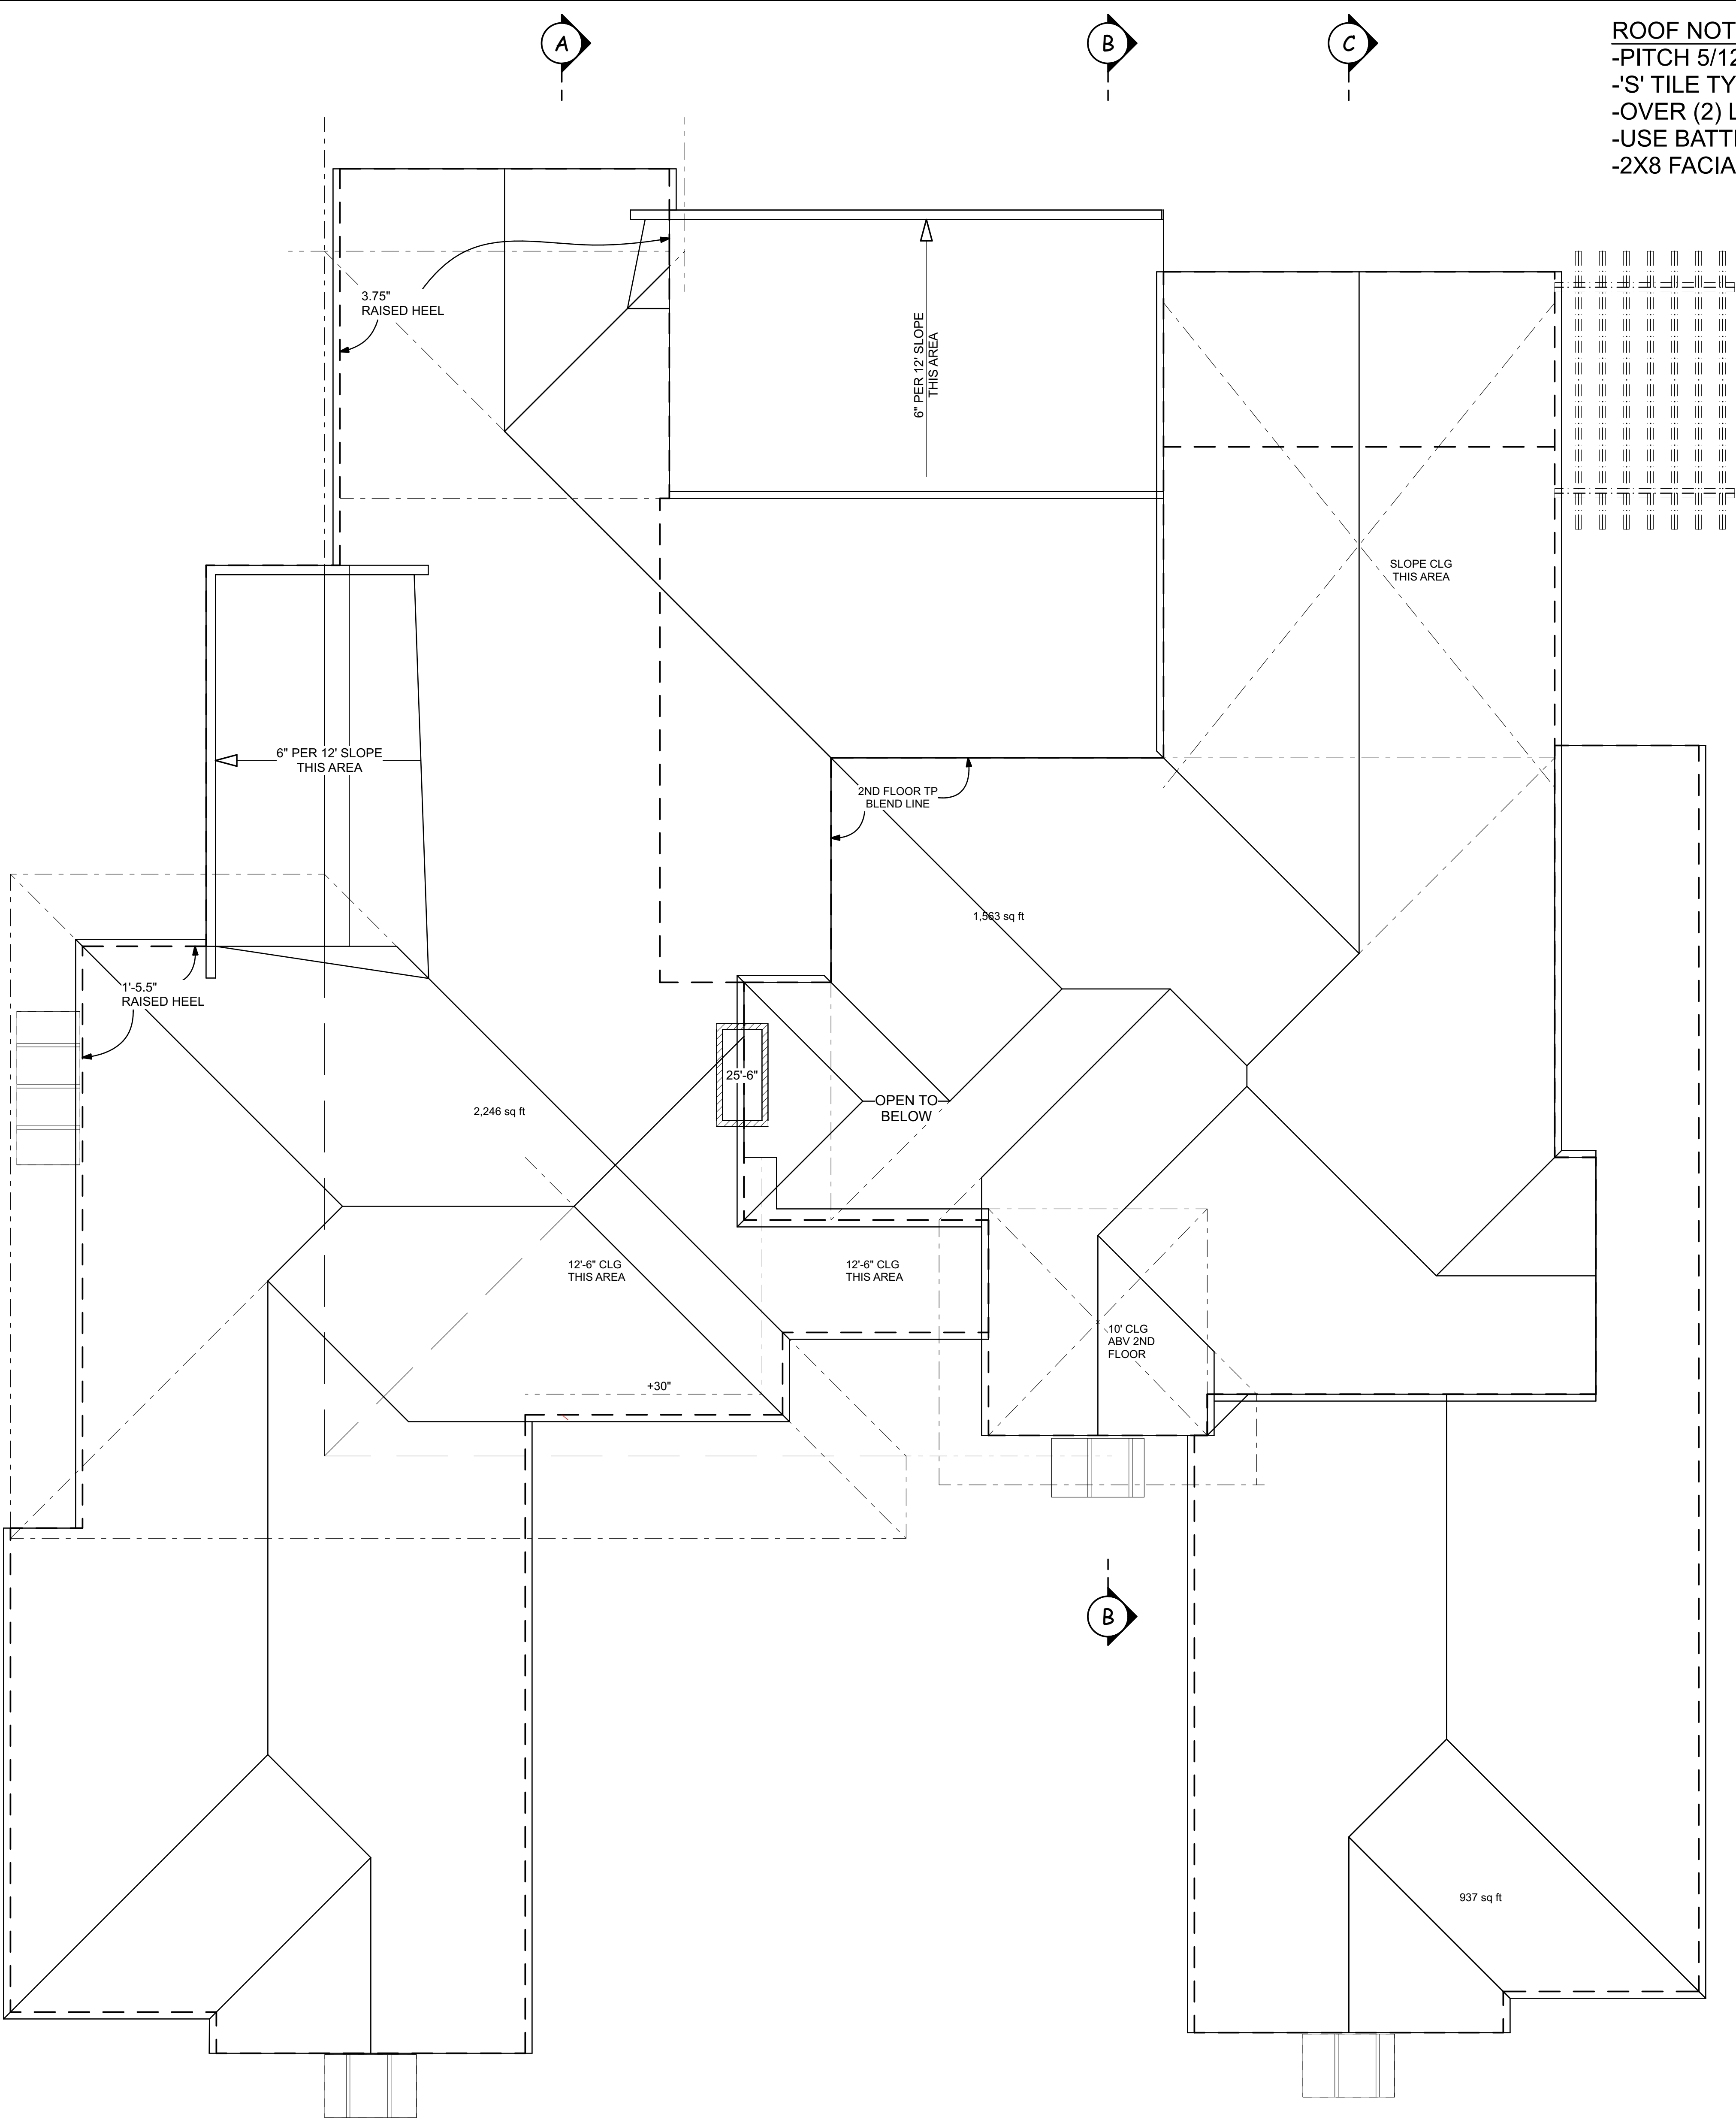 A
B
C
ROOF NOT
-PITCH 5/12
-'S' TILE TY
-OVER (2) L
-USE BATT
-2X8 FACIA
3.75"
RAISED HEEL
6" PER 12' SLOPE
THIS AREA
SLOPE CLG
THIS AREA
6" PER 12' SLOPE
THIS AREA
2ND FLOOR TP
BLEND LINE
1,563 sq ft
1'-5.5"
RAISED HEEL
25'-6"
2,246 sq ft
OPEN TO
BELOW
12'-6" CLG
THIS AREA
12'-6" CLG
THIS AREA
10' CLG
ABV 2ND
FLOOR
+30"
B
937 sq ft